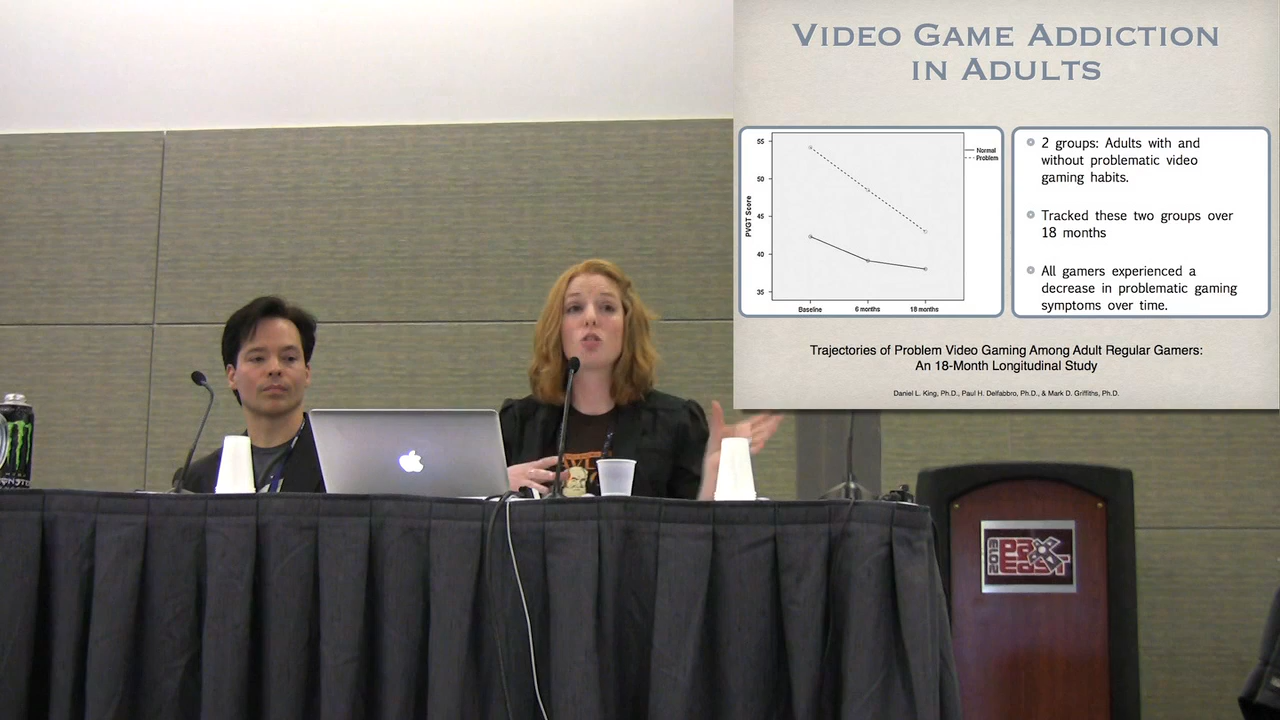 VIDEO GAME ADDICTION
IN ADULTS
55
50
45
40
35
PVGT Score
Baseline
6 months
18 months
Normal
Problem
2 groups: Adults with and
without problematic video
gaming habits.
Tracked these two groups over
18 months
All gamers experienced a
decrease in problematic gaming
symptoms over time.
Trajectories of Problem Video Gaming Among Adult Regular Gamers:
An 18-Month Longitudinal Study
Daniel L. King, Ph.D., Paul H. Delfabbro, Ph.D., & Mark D. Griffiths, Ph.D.
MONSTER
2013
PAX
East